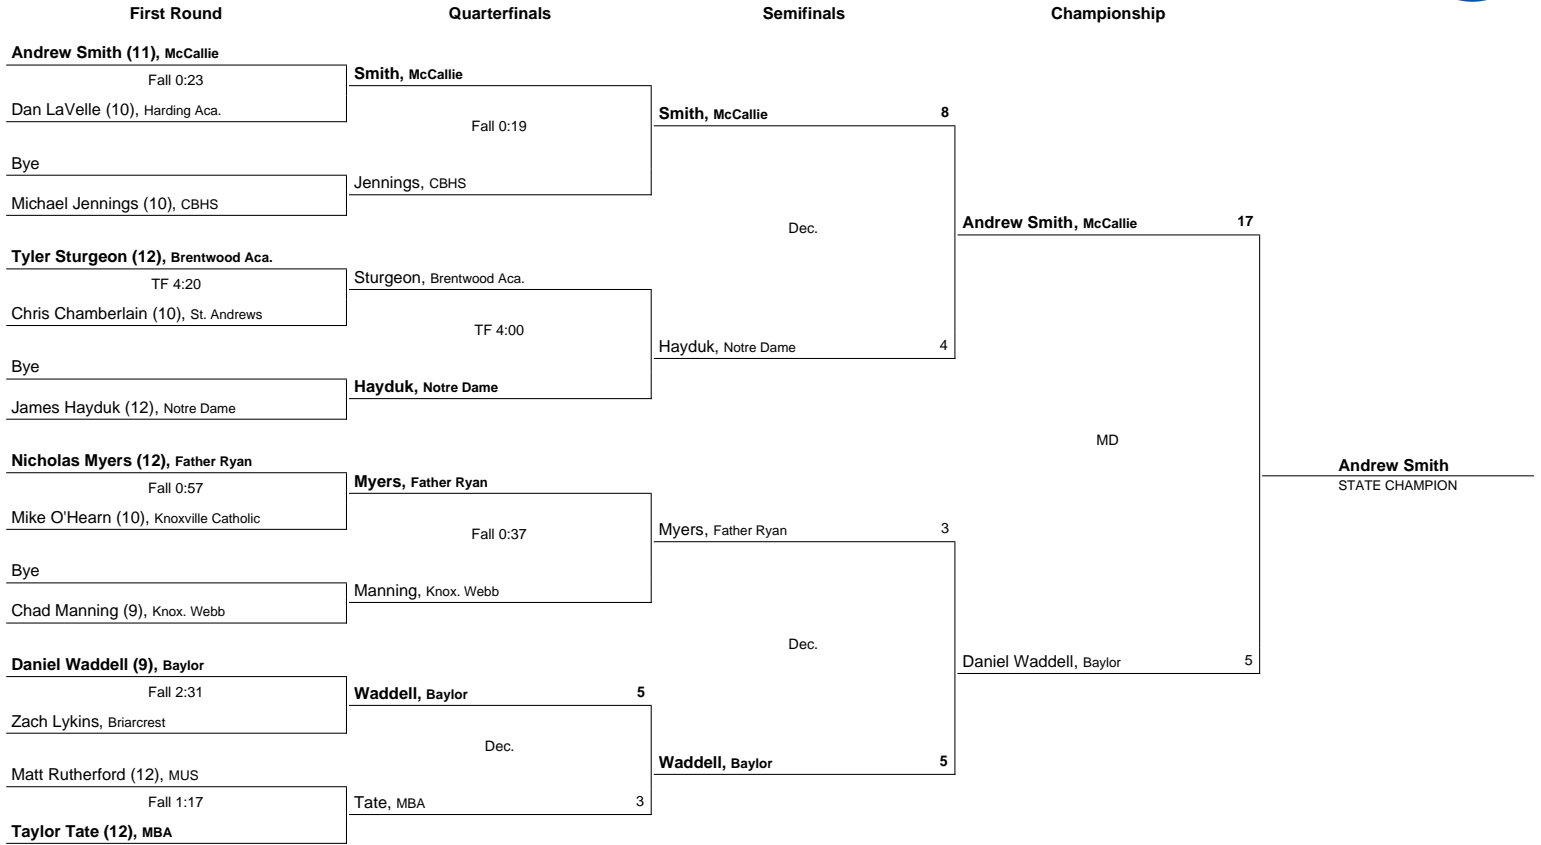 First Round
Quarterfinals
Semifinals
Championship
Andrew Smith (11), McCallie
Fall 0:23
Dan LaVelle (10), Harding Aca.
Bye
Michael Jennings (10), CBHS
Tyler Sturgeon (12), Brentwood Aca.
TF 4:20
Chris Chamberlain (10), St. Andrews
Bye
James Hayduk (12), Notre Dame
Nicholas Myers (12), Father Ryan
Fall 0:57
Mike O'Hearn (10), Knoxville Catholic
Bye
Chad Manning (9), Knox. Webb
Daniel Waddell (9), Baylor
Fall 2:31
Zach Lykins, Briarcrest
Matt Rutherford (12), MUS
Fall 1:17
Taylor Tate (12), MBA
Smith, McCallie
Fall 0:19
Jennings, CBHS
Sturgeon, Brentwood Aca.
TF 4:00
Hayduk, Notre Dame
Myers, Father Ryan
Fall 0:37
Manning, Knox. Webb
Waddell, Baylor 5
Dec.
Tate, MBA 3
Smith, McCallie 8
Dec.
Hayduk, Notre Dame 4
Myers, Father Ryan 3
Dec.
Waddell, Baylor 5
Andrew Smith, McCallie 17
MD
Daniel Waddell, Baylor 5
Andrew Smith
STATE CHAMPION